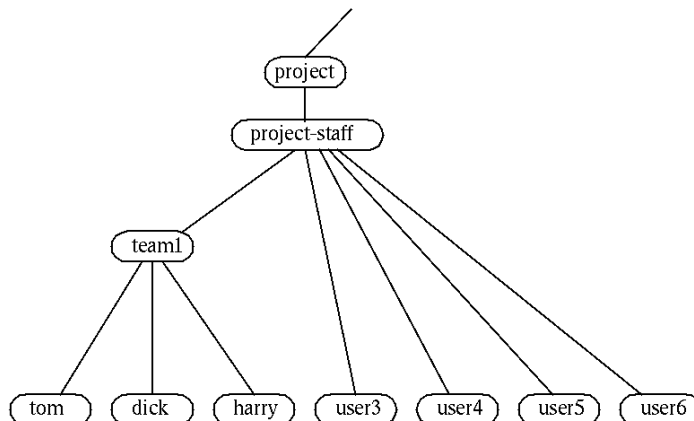 project
project-staff
team1
tom dick harry user3 user4 user5 user6